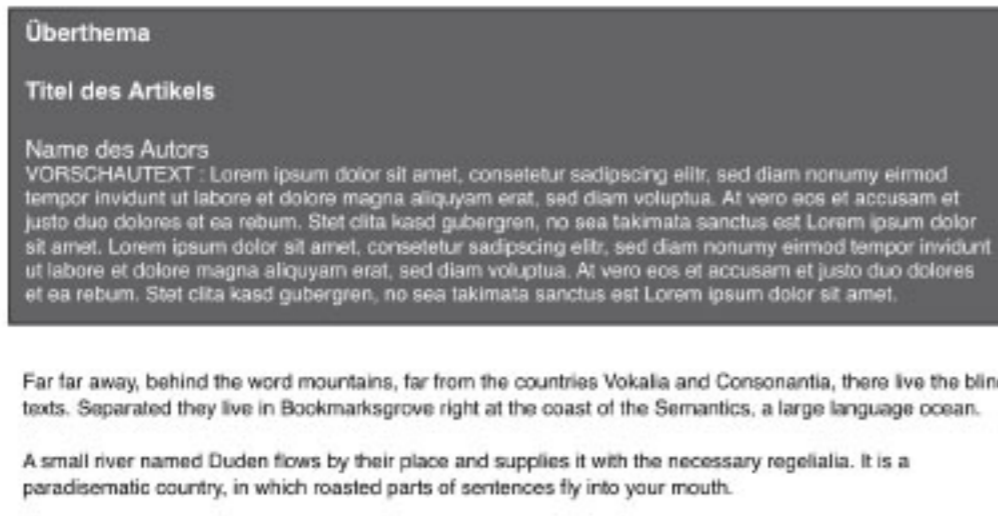 Überthema
Titel des Artikels
Name des Autors
VORSCHAUTEXT : Lorem ipsum dolor sit amet, consetetur sadipscing elitr, sed diam nonumy eirmod
tempor invidunt ut labore et dolore magna aliquyam erat, sed diam voluptua. At vero eos et accusam et
justo duo dolores et ea rebum. Stet clita kasd gubergren, no sea takimata sanctus est Lorem ipsum dolor
sit amet. Lorem ipsum dolor sit amet, consetetur sadipscing elitr, sed diam nonumy eirmod tempor invidunt
ut labore et dolore magna aliquyam erat, sed diam voluptua. At vero eos et accusam et justo duo dolores
et ea rebum. Stet clita kasd gubergren, no sea takimata sanctus est Lorem ipsum dolor sit amet.
Far far away, behind the word mountains, far from the countries Vokalia and Consonantia, there live the blin
texts. Separated they live in Bookmarksgrove right at the coast of the Semantics, a large language ocean.
A small river named Duden flows by their place and supplies it with the necessary regelialia. It is a
paradisematic country, in which roasted parts of sentences fly into your mouth.